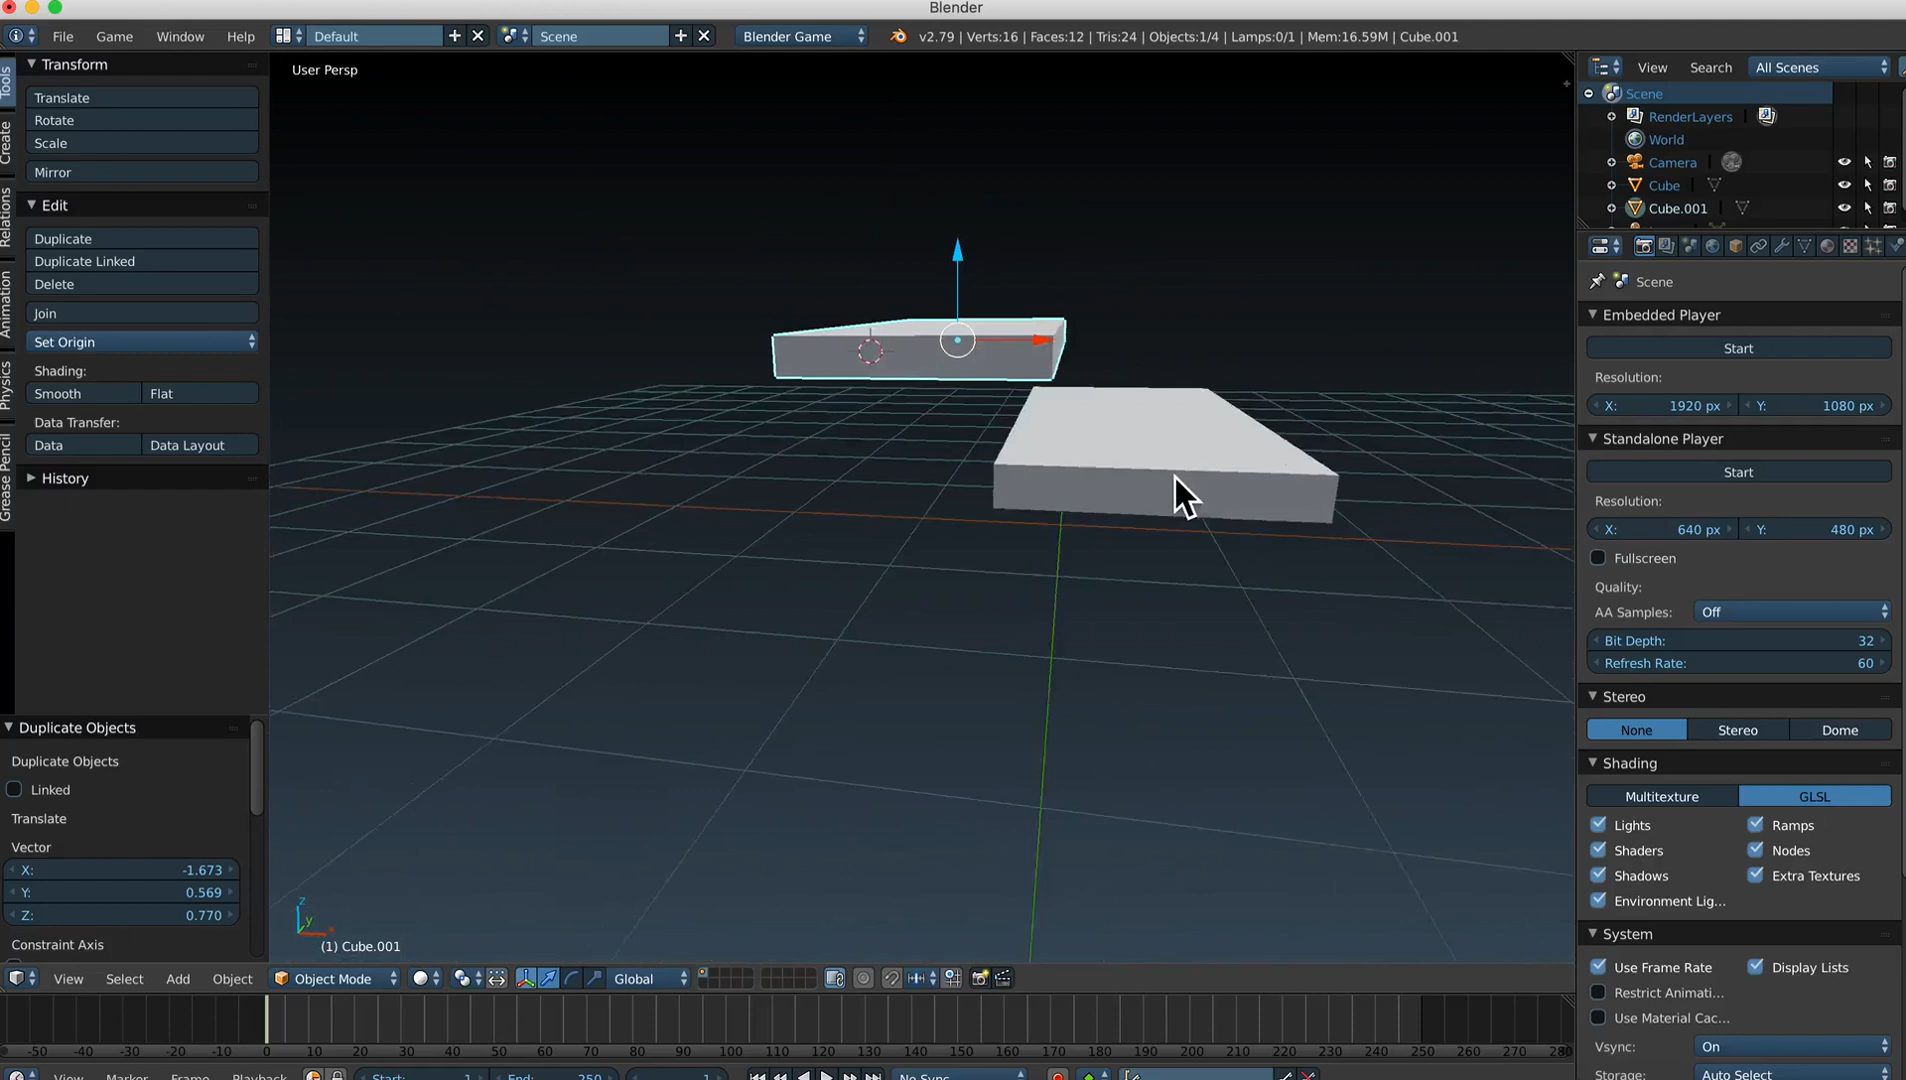 Blender
File Game Window Help Default Scene Blender Game v2.79 | Verts:16 | Faces:12 | Tris:24 | Objects:1/4 | Lamps:0/1 | Mem:16.59M | Cube.001
Tools
Create
Relations
Animation
Physics
Grease Pencil
Transform
Translate
Rotate
Scale
Mirror
Edit
Duplicate
Duplicate Linked
Delete
Join
Set Origin
Shading:
Smooth Flat
Data Transfer:
Data Data Layout
History
Duplicate Objects
Duplicate Objects
Linked
Translate
Vector
X: -1.673
Y: 0.569
Z: 0.770
Constraint Axis
User Persp
z
y
x
(1) Cube.001
View Select Add Object Object Mode Global
-50 -40 -30 -20 -10 0 10 20 30 40 50 60 70 80 90 100 110 120 130 140 150 160 170 180 190 200 210 220 230 240 250 260 270 280
View Marker Frame Playback Start: 1 End: 250 1 No Sync
View Search All Scenes
Scene
RenderLayers
World
Camera
Cube
Cube.001
Scene
Embedded Player
Start
Resolution:
X: 1920 px Y: 1080 px
Standalone Player
Start
Resolution:
X: 640 px Y: 480 px
Fullscreen
Quality:
AA Samples: Off
Bit Depth: 32
Refresh Rate: 60
Stereo
None Stereo Dome
Shading
Multitexture GLSL
Lights Ramps
Shaders Nodes
Shadows Extra Textures
Environment Lig...
System
Use Frame Rate Display Lists
Restrict Animati...
Use Material Cac...
Vsync: On
Storage: Auto Select